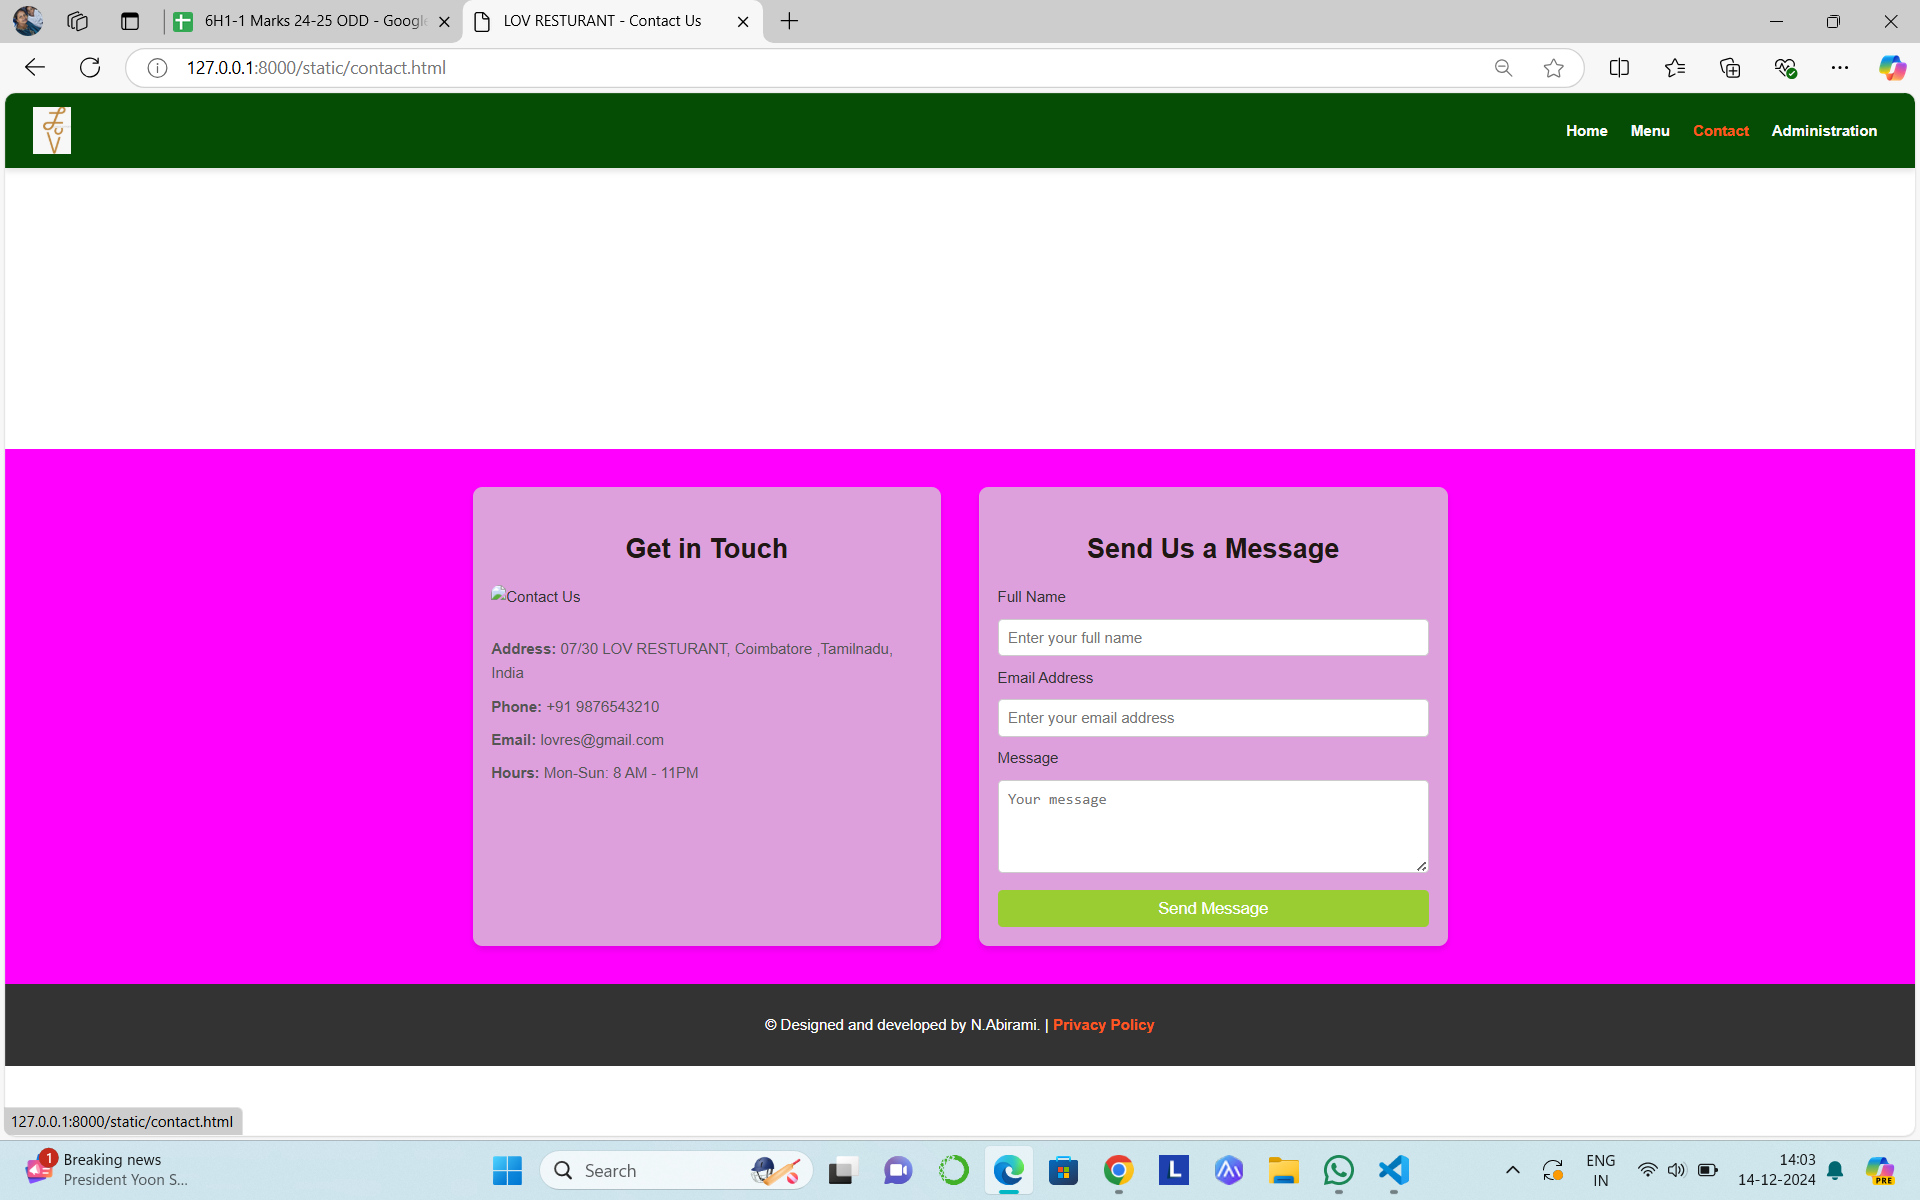 6H1-1 Marks 24-25 ODD - Google
LOV RESTURANT - Contact Us
127.0.0.1:8000/static/contact.html
LV
Home Menu Contact Administration
Get in Touch
Contact Us
Address: 07/30 LOV RESTURANT, Coimbatore ,Tamilnadu,
India
Phone: +91 9876543210
Email: lovres@gmail.com
Hours: Mon-Sun: 8 AM - 11PM
Send Us a Message
Full Name
Enter your full name
Email Address
Enter your email address
Message
Your message
Send Message
© Designed and developed by N.Abirami. | Privacy Policy
127.0.0.1:8000/static/contact.html
1
Breaking news
President Yoon S...
Search
L
ENG
IN
14:03
14-12-2024
PRE